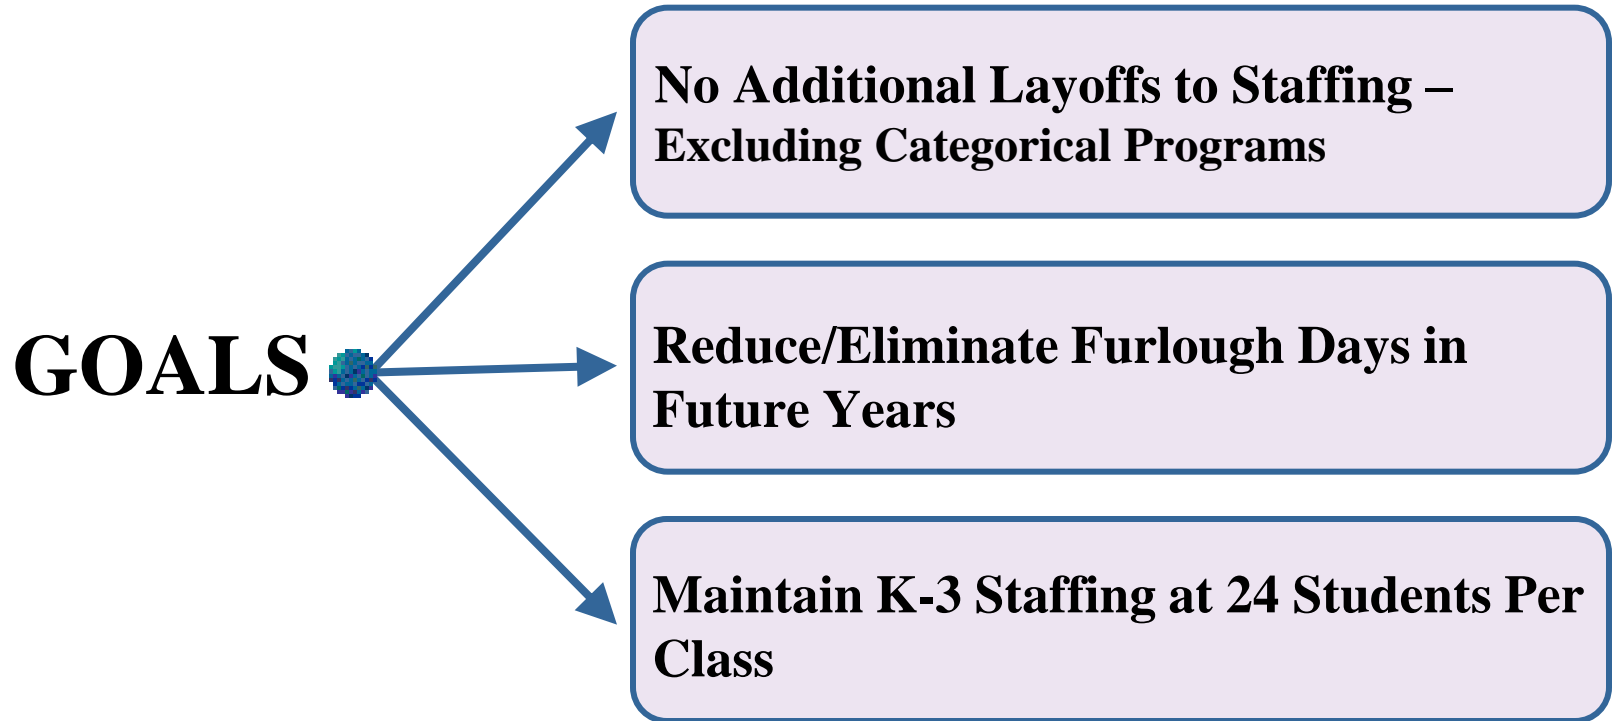 GOALS
No Additional Layoffs to Staffing –
Excluding Categorical Programs
Reduce/Eliminate Furlough Days in
Future Years
Maintain K-3 Staffing at 24 Students Per
Class